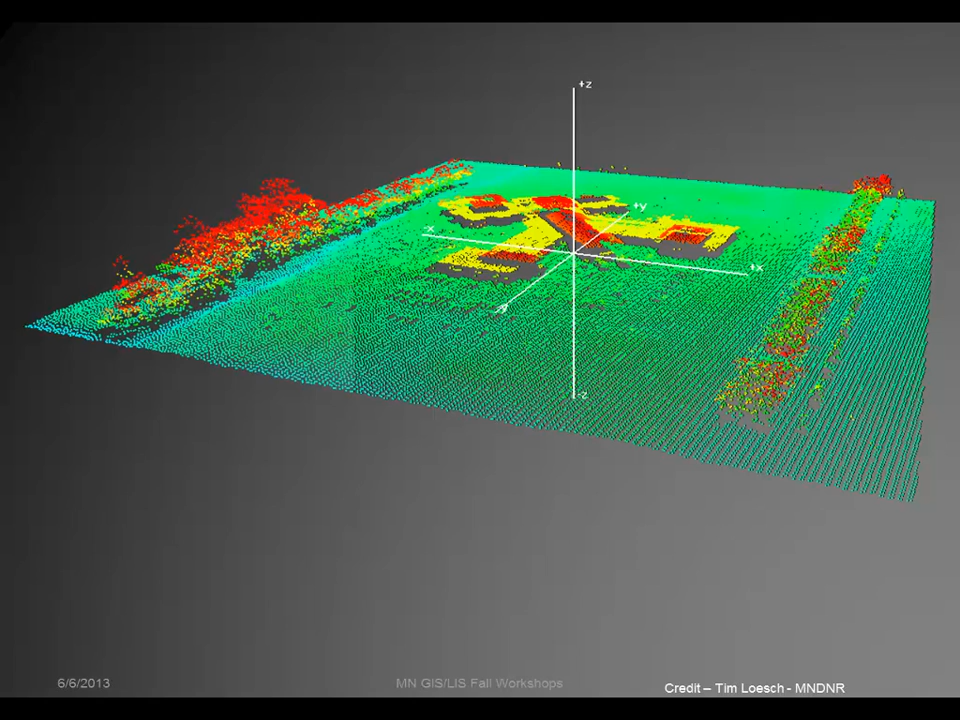 +z
+y
-x
+x
-y
-z
6/6/2013
MN GIS/LIS Fall Workshops
Credit – Tim Loesch - MNDNR